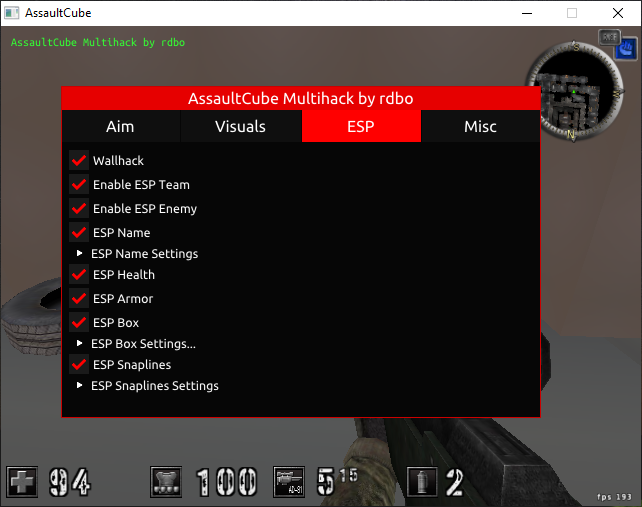 AssaultCube
AssaultCube Multihack by rdbo
AssaultCube Multihack by rdbo
Aim Visuals ESP Misc
Wallhack
Enable ESP Team
Enable ESP Enemy
ESP Name
ESP Name Settings
ESP Health
ESP Armor
ESP Box
ESP Box Settings...
ESP Snaplines
ESP Snaplines Settings
94 100 5 15 2
fps 193